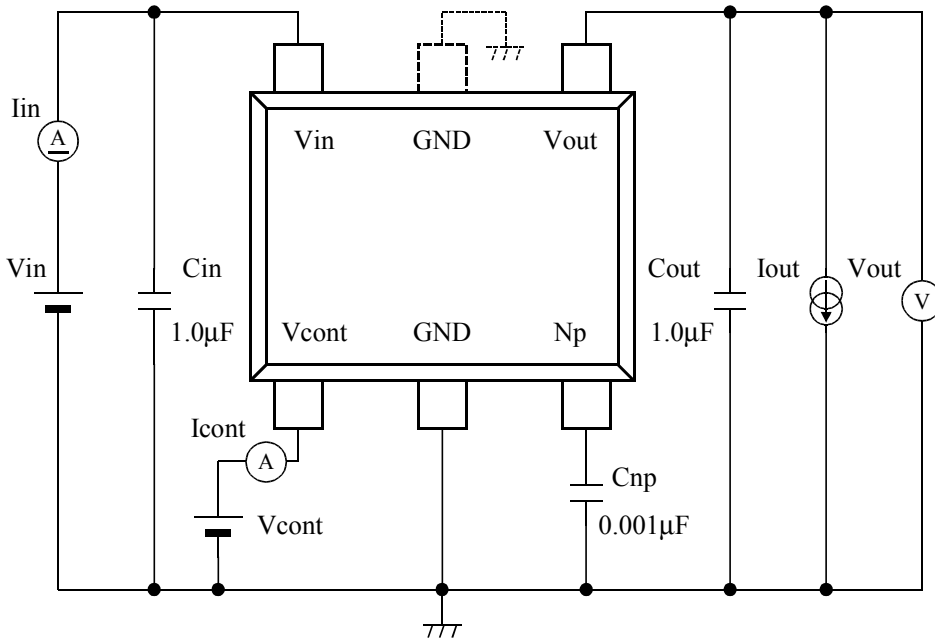 Iin
A
Vin
GND
Vout
Vin
Cin
Cout
Iout
Vout
V
1.0μF
Vcont
GND
Np
1.0μF
Icont
A
Cnp
Vcont
0.001μF